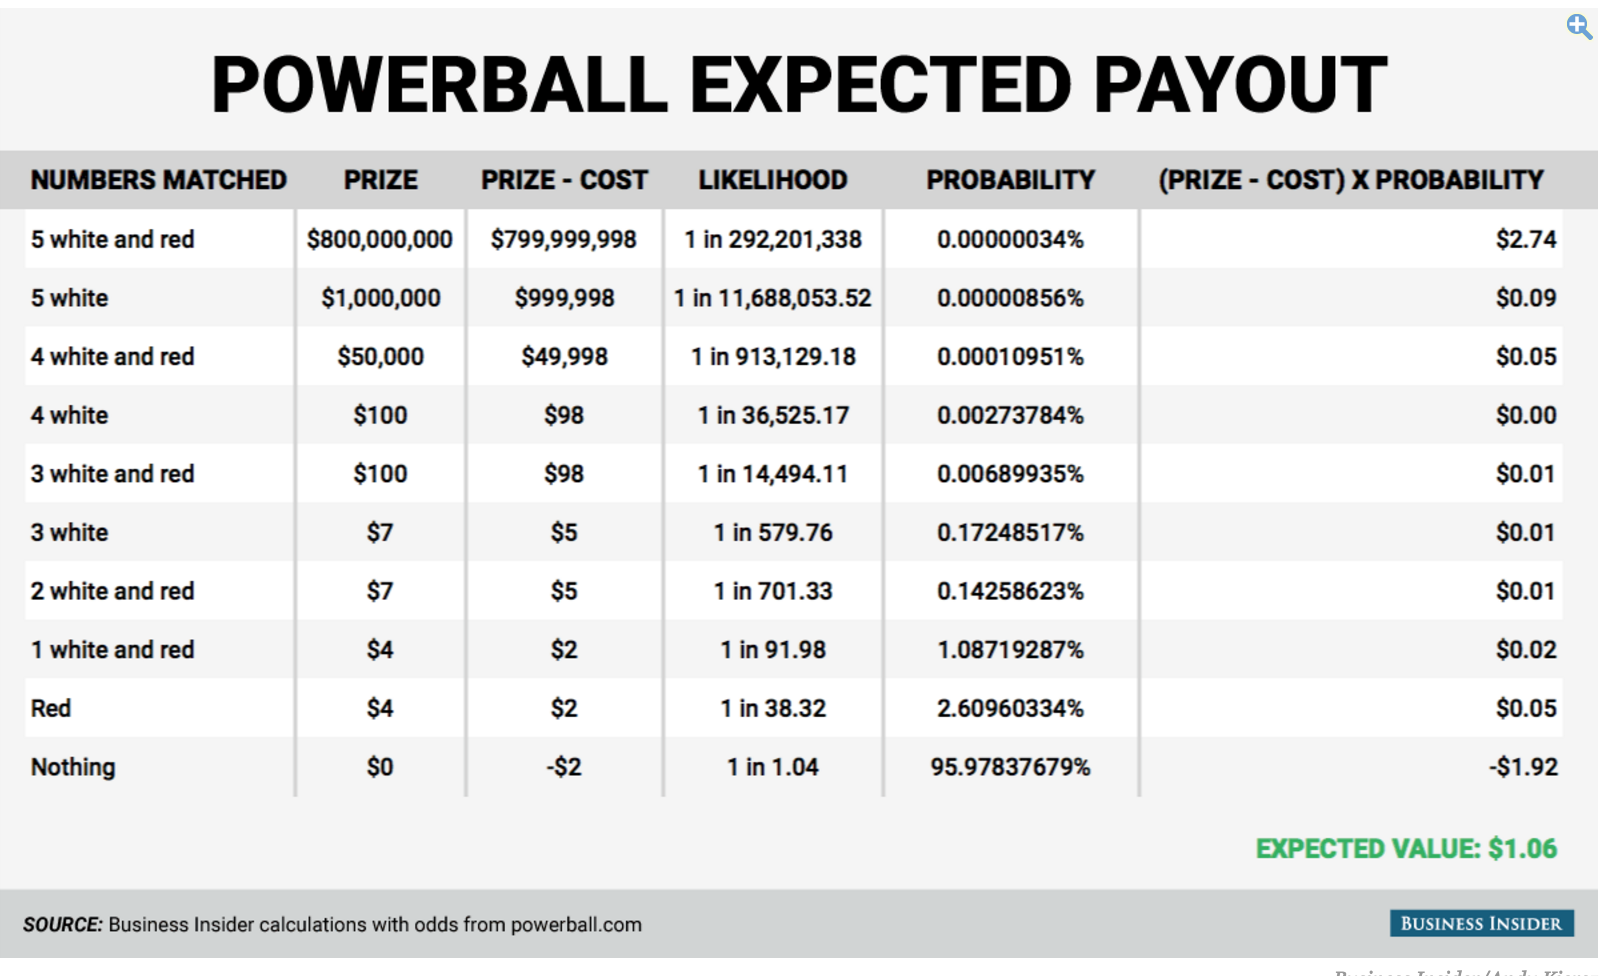 POWERBALL EXPECTED PAYOUT
NUMBERS MATCHED PRIZE PRIZE - COST LIKELIHOOD PROBABILITY (PRIZE - COST) X PROBABILITY
5 white and red $800,000,000 $799,999,998 1 in 292,201,338 0.00000034% $2.74
5 white $1,000,000 $999,998 1 in 11,688,053.52 0.00000856% $0.09
4 white and red $50,000 $49,998 1 in 913,129.18 0.00010951% $0.05
4 white $100 $98 1 in 36,525.17 0.00273784% $0.00
3 white and red $100 $98 1 in 14,494.11 0.00689935% $0.01
3 white $7 $5 1 in 579.76 0.17248517% $0.01
2 white and red $7 $5 1 in 701.33 0.14258623% $0.01
1 white and red $4 $2 1 in 91.98 1.08719287% $0.02
Red $4 $2 1 in 38.32 2.60960334% $0.05
Nothing $0 -$2 1 in 1.04 95.97837679% -$1.92
EXPECTED VALUE: $1.06
SOURCE: Business Insider calculations with odds from powerball.com
BUSINESS INSIDER